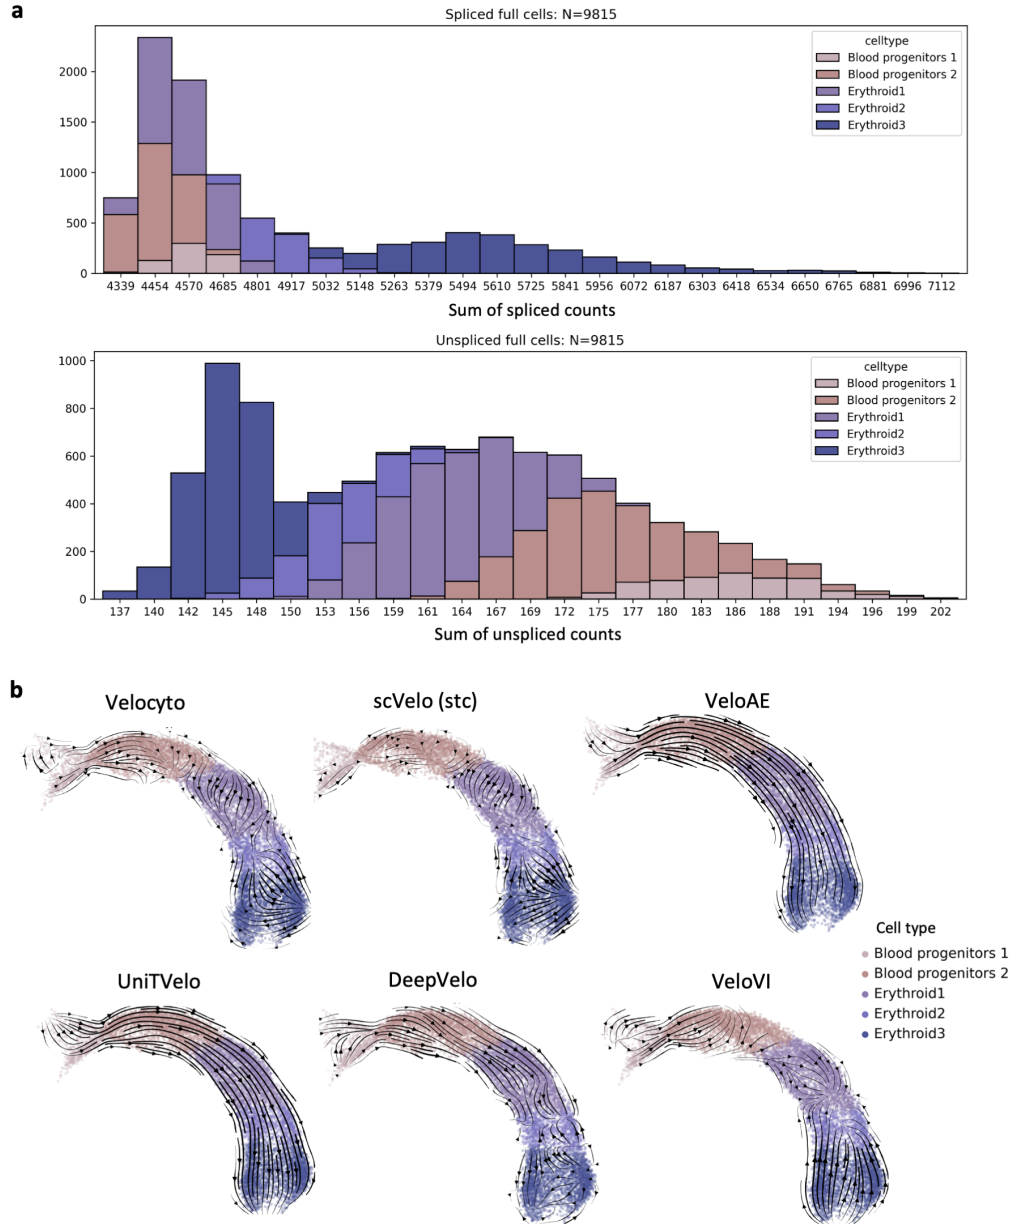 a
Spliced full cells: N=9815
celltype
Blood progenitors 1
Blood progenitors 2
Erythroid1
Erythroid2
Erythroid3
2000
1500
1000
500
0
4339 4454 4570 4685 4801 4917 5032 5148 5263 5379 5494 5610 5725 5841 5956 6072 6187 6303 6418 6534 6650 6765 6881 6996 7112
Sum of spliced counts
Unspliced full cells: N=9815
celltype
Blood progenitors 1
Blood progenitors 2
Erythroid1
Erythroid2
Erythroid3
1000
800
600
400
200
0
137 140 142 145 148 150 153 156 159 161 164 167 169 172 175 177 180 183 186 188 191 194 196 199 202
Sum of unspliced counts
b
Velocyto scVelo (stc) VeloAE
Cell type
Blood progenitors 1
Blood progenitors 2
Erythroid1
Erythroid2
Erythroid3
UniTVelo DeepVelo VeloVI